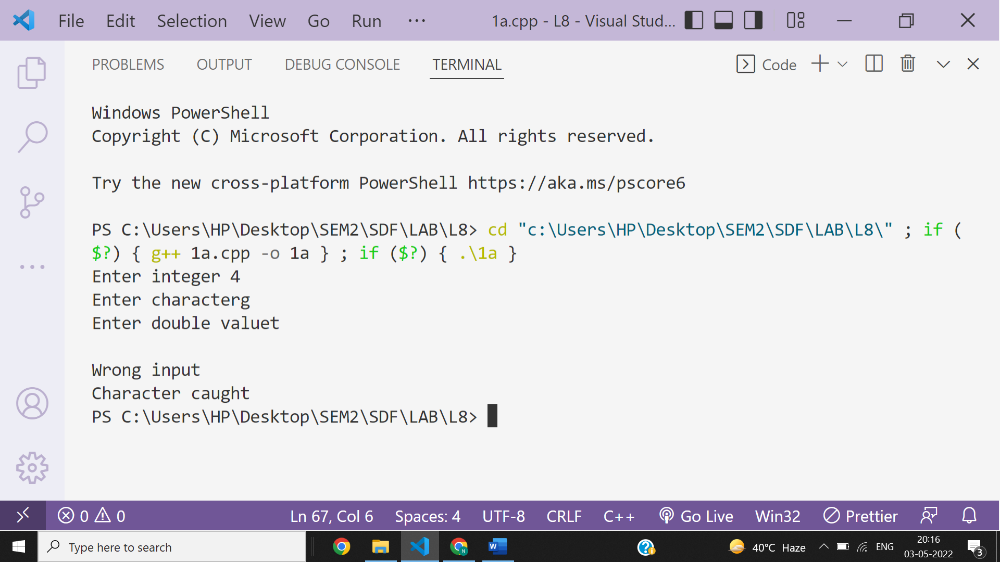 File Edit Selection View Go Run ··· 1a.cpp - L8 - Visual Stud...
PROBLEMS OUTPUT DEBUG CONSOLE TERMINAL Code
Windows PowerShell
Copyright (C) Microsoft Corporation. All rights reserved.
Try the new cross-platform PowerShell https://aka.ms/pscore6
PS C:\Users\HP\Desktop\SEM2\SDF\LAB\L8> cd "c:\Users\HP\Desktop\SEM2\SDF\LAB\L8\" ; if (
$?) { g++ 1a.cpp -o 1a } ; if ($?) { .\1a }
Enter integer 4
Enter characterg
Enter double valuet
Wrong input
Character caught
PS C:\Users\HP\Desktop\SEM2\SDF\LAB\L8>
0 0 Ln 67, Col 6 Spaces: 4 UTF-8 CRLF C++ Go Live Win32 Prettier
Type here to search W N 40°C Haze ENG 20:16
03-05-2022 3